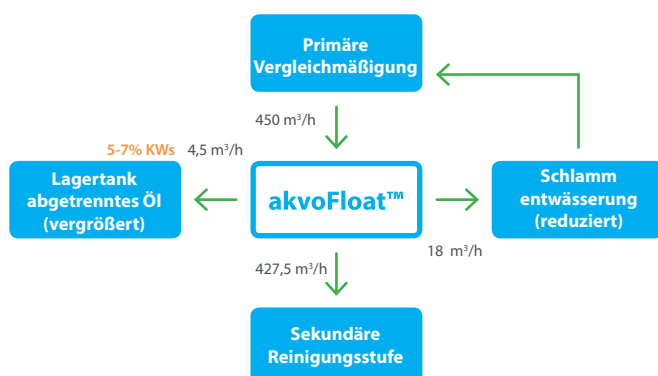 Primäre
Vergleichmäßigung
450 m³/h
5-7% KWs 4,5 m³/h
Lagertank
abgetrenntes Öl
(vergrößert)
akvoFloat™
Schlamm
entwässerung
(reduziert)
18 m³/h
427,5 m³/h
Sekundäre
Reinigungsstufe